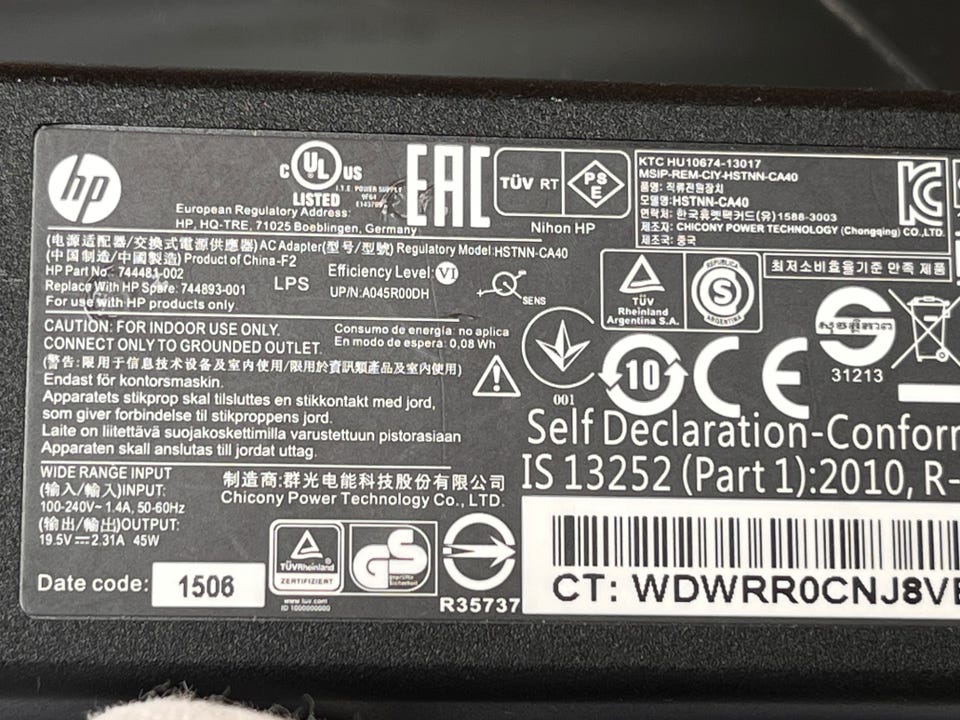 hp
C UL US
LISTED
I.T.E. POWER SUPPLY
EAC
TÜV RT
PS
E
Nihon HP
European Regulatory Address:
HP, HQ-TRE, 71025 Boeblingen, Germany
KTC HU10674-13017
MSIP-REM-CIY-HSTNN-CA40
품명: 직류전원장치
모델명:HSTNN-CA40
연락처: 한국휴렛팩커드(유)1588-3003
제조자: CHICONY POWER TECHNOLOGY (Chongqing) CO.,LTD.
제조국: 중국
(电源适配器/交換式電源供應器) AC Adapter(型号/型號) Regulatory Model:HSTNN-CA40
(中国制造/中國製造) Product of China-F2
HP Part No. 744481-002
Replace With HP Spare: 744893-001
For use with HP products only.
LPS
Efficiency Level: VI
UP/N:A045R00DH
- + SENS
TÜV
Rheinland
Argentina S.A.
REPUBLICA
S
ARGENTINA
최저소비효율기준 만족 제품
CAUTION: FOR INDOOR USE ONLY.
CONNECT ONLY TO GROUNDED OUTLET.
Consumo de energía: no aplica
En modo de espera: 0,08 Wh
(警告:限用于信息技术设备及室内使用/限用於資訊類產品及室内使用)
Endast för kontorsmaskin.
Apparatets stikprop skal tilsluttes en stikkontakt med jord,
som giver forbindelse til stikproppens jord.
Laite on liitettävä suojakoskettimilla varustettuun pistorasiaan
Apparaten skall anslutas till jordat uttag.
001
10
CE
31213
Self Declaration-Conform
IS 13252 (Part 1):2010, R-
WIDE RANGE INPUT
(输入/輸入)INPUT:
100-240V~ 1.4A, 50-60Hz
(输出/輸出)OUTPUT:
19.5V⎓2.31A 45W
制造商:群光电能科技股份有限公司
Chicony Power Technology Co., LTD.
Date code: 1506
TÜVRheinland
ZERTIFIZIERT
www.tuv.com
ID 1000000000
GS
geprüfte
Sicherheit
R35737
CT: WDWRR0CNJ8VE